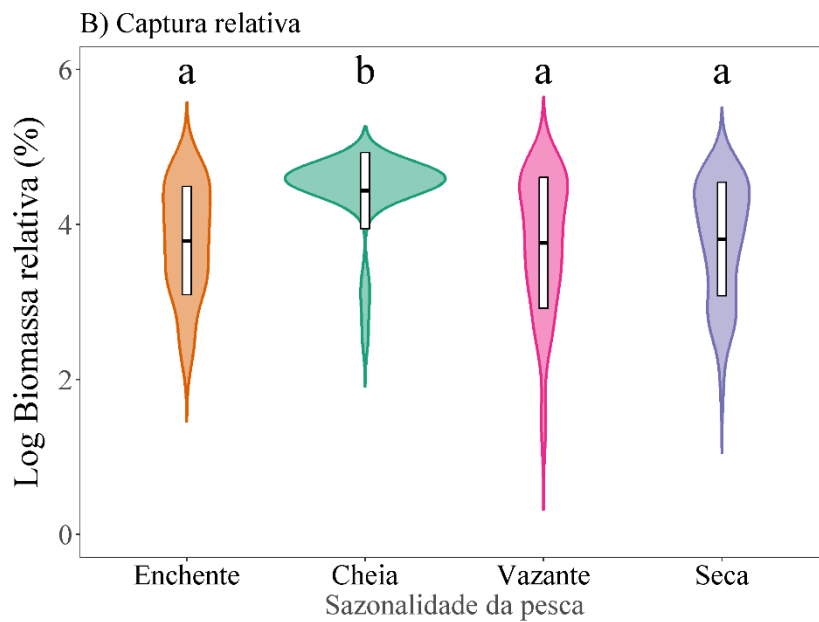 B) Captura relativa
6
a b a a
4
2
0
Log Biomassa relativa (%)
Enchente Cheia Vazante Seca
Sazonalidade da pesca